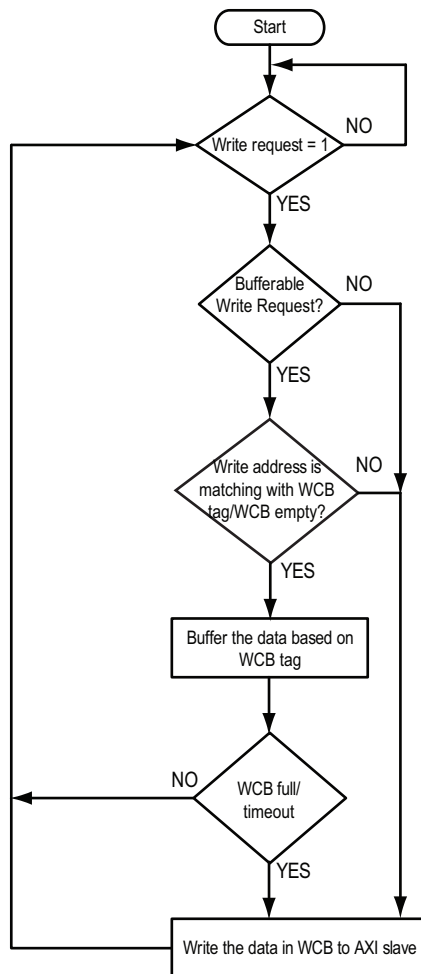 Start
NO
Write request = 1
YES
Bufferable
Write Request?
NO
YES
Write address is
matching with WCB
tag/WCB empty?
NO
YES
Buffer the data based on
WCB tag
NO
WCB full/
timeout
YES
Write the data in WCB to AXI slave